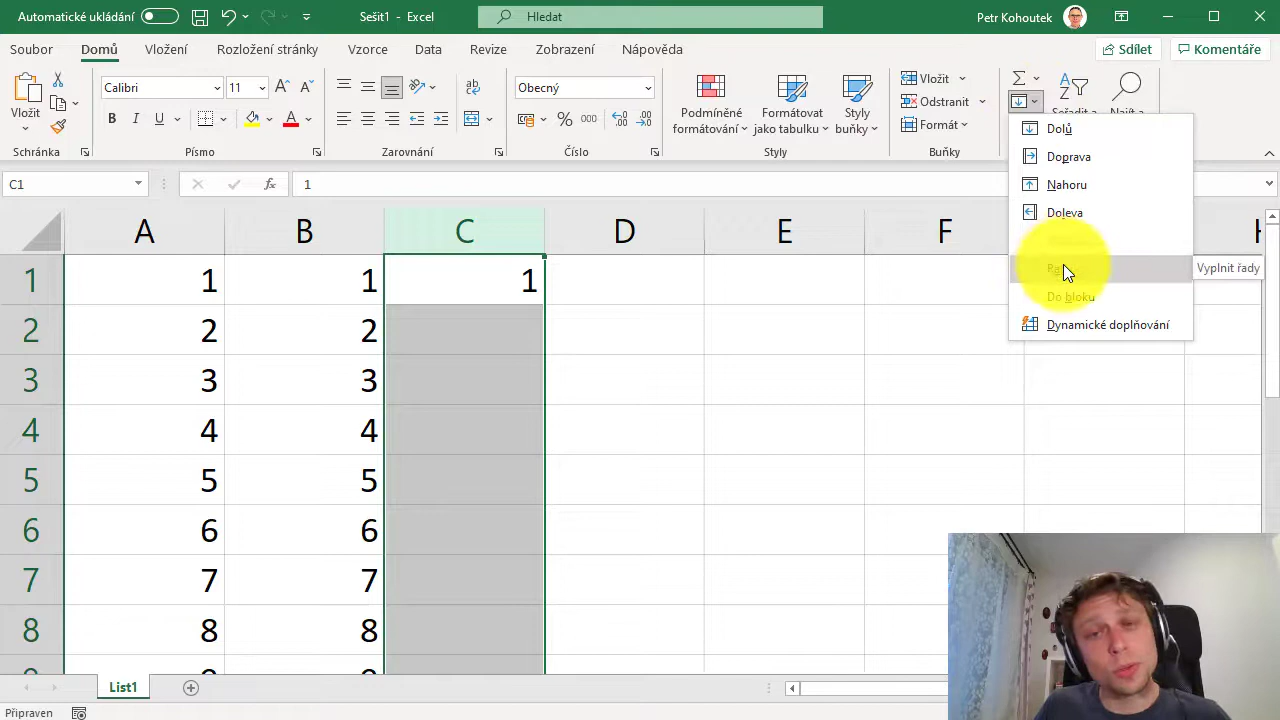 Automatické ukládání
Sešit1 - Excel
Hledat
Petr Kohoutek
Soubor
Domů
Vložení
Rozložení stránky
Vzorce
Data
Revize
Zobrazení
Nápověda
Sdílet
Komentáře
Vložit
Schránka
Calibri
11
B I U
Písmo
Zarovnání
Obecný
% 000
Číslo
Podmíněné
formátování
Formátovat
jako tabulku
Styly
buňky
Styly
Vložit
Odstranit
Formát
Buňky
Dolů
Doprava
Nahoru
Doleva
Do bloku
Dynamické doplňování
Vyplnit řady
C1
1
A B C D E F
1 1 1 1
2 2 2
3 3 3
4 4 4
5 5 5
6 6 6
7 7 7
8 8 8
List1
Připraven